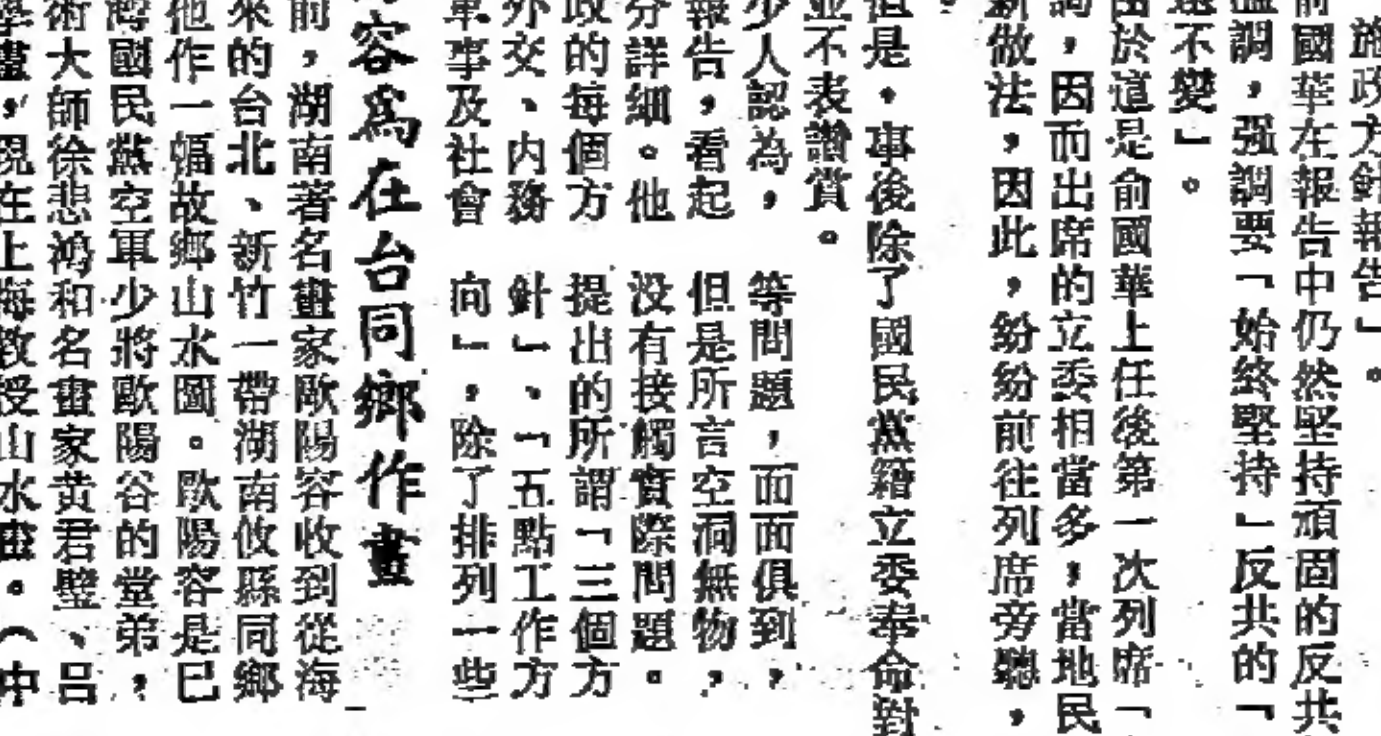 施政方針報告」。
前國華在報告中仍然堅持頑固的反共
調,强調要「始終堅持」反共的「
不變」。
由於這是俞國華上任後第一次列席「
,因而出席的立委相當多,當地民
新做法,因此,紛紛前往列席旁聽,
但是,事後除了國民黨籍立委奉命對
並不表讚賞。
少人認為,
報告,看起
分詳細。他
政的每個方
外交、内務
軍事及社會
等問題,面面俱到,
但是所言空洞無物,
没有接觸實際問題。
提出的所謂「三個方
針」、「五點工作方
向」,除了排列一些
容為在台同鄉作畫
前,湖南著名畫家歐陽容收到從海
來的台北、新竹一帶湖南攸縣同鄉
他作一幅故鄉山水圖。歐陽容是已
灣國民黨空軍少將歐陽谷的堂弟,
術大師徐悲鴻和名畫家黄君璧、呂
學畫,現在上海教授山水畫。(中